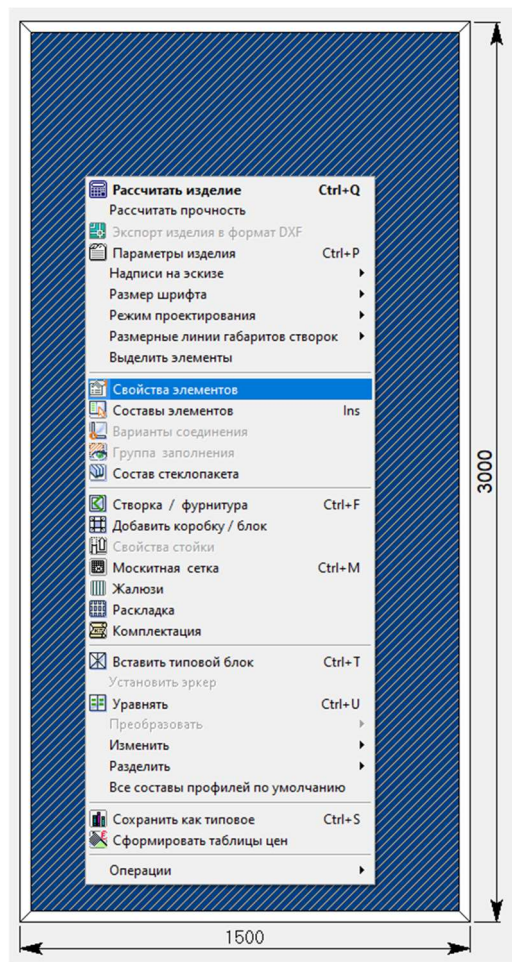 Рассчитать изделие Ctrl+Q
Рассчитать прочность
Экспорт изделия в формат DXF
Параметры изделия Ctrl+P
Надписи на эскизе
Размер шрифта
Режим проектирования
Размерные линии габаритов створок
Выделить элементы
Свойства элементов
Составы элементов Ins
Варианты соединения
Группа заполнения
Состав стеклопакета
3000
Створка / фурнитура Ctrl+F
Добавить коробку / блок
Свойства стойки
Москитная сетка Ctrl+M
Жалюзи
Раскладка
Комплектация
Вставить типовой блок Ctrl+T
Установить эркер
Уравнять Ctrl+U
Преобразовать
Изменить
Разделить
Все составы профилей по умолчанию
Сохранить как типовое Ctrl+S
Сформировать таблицы цен
Операции
1500